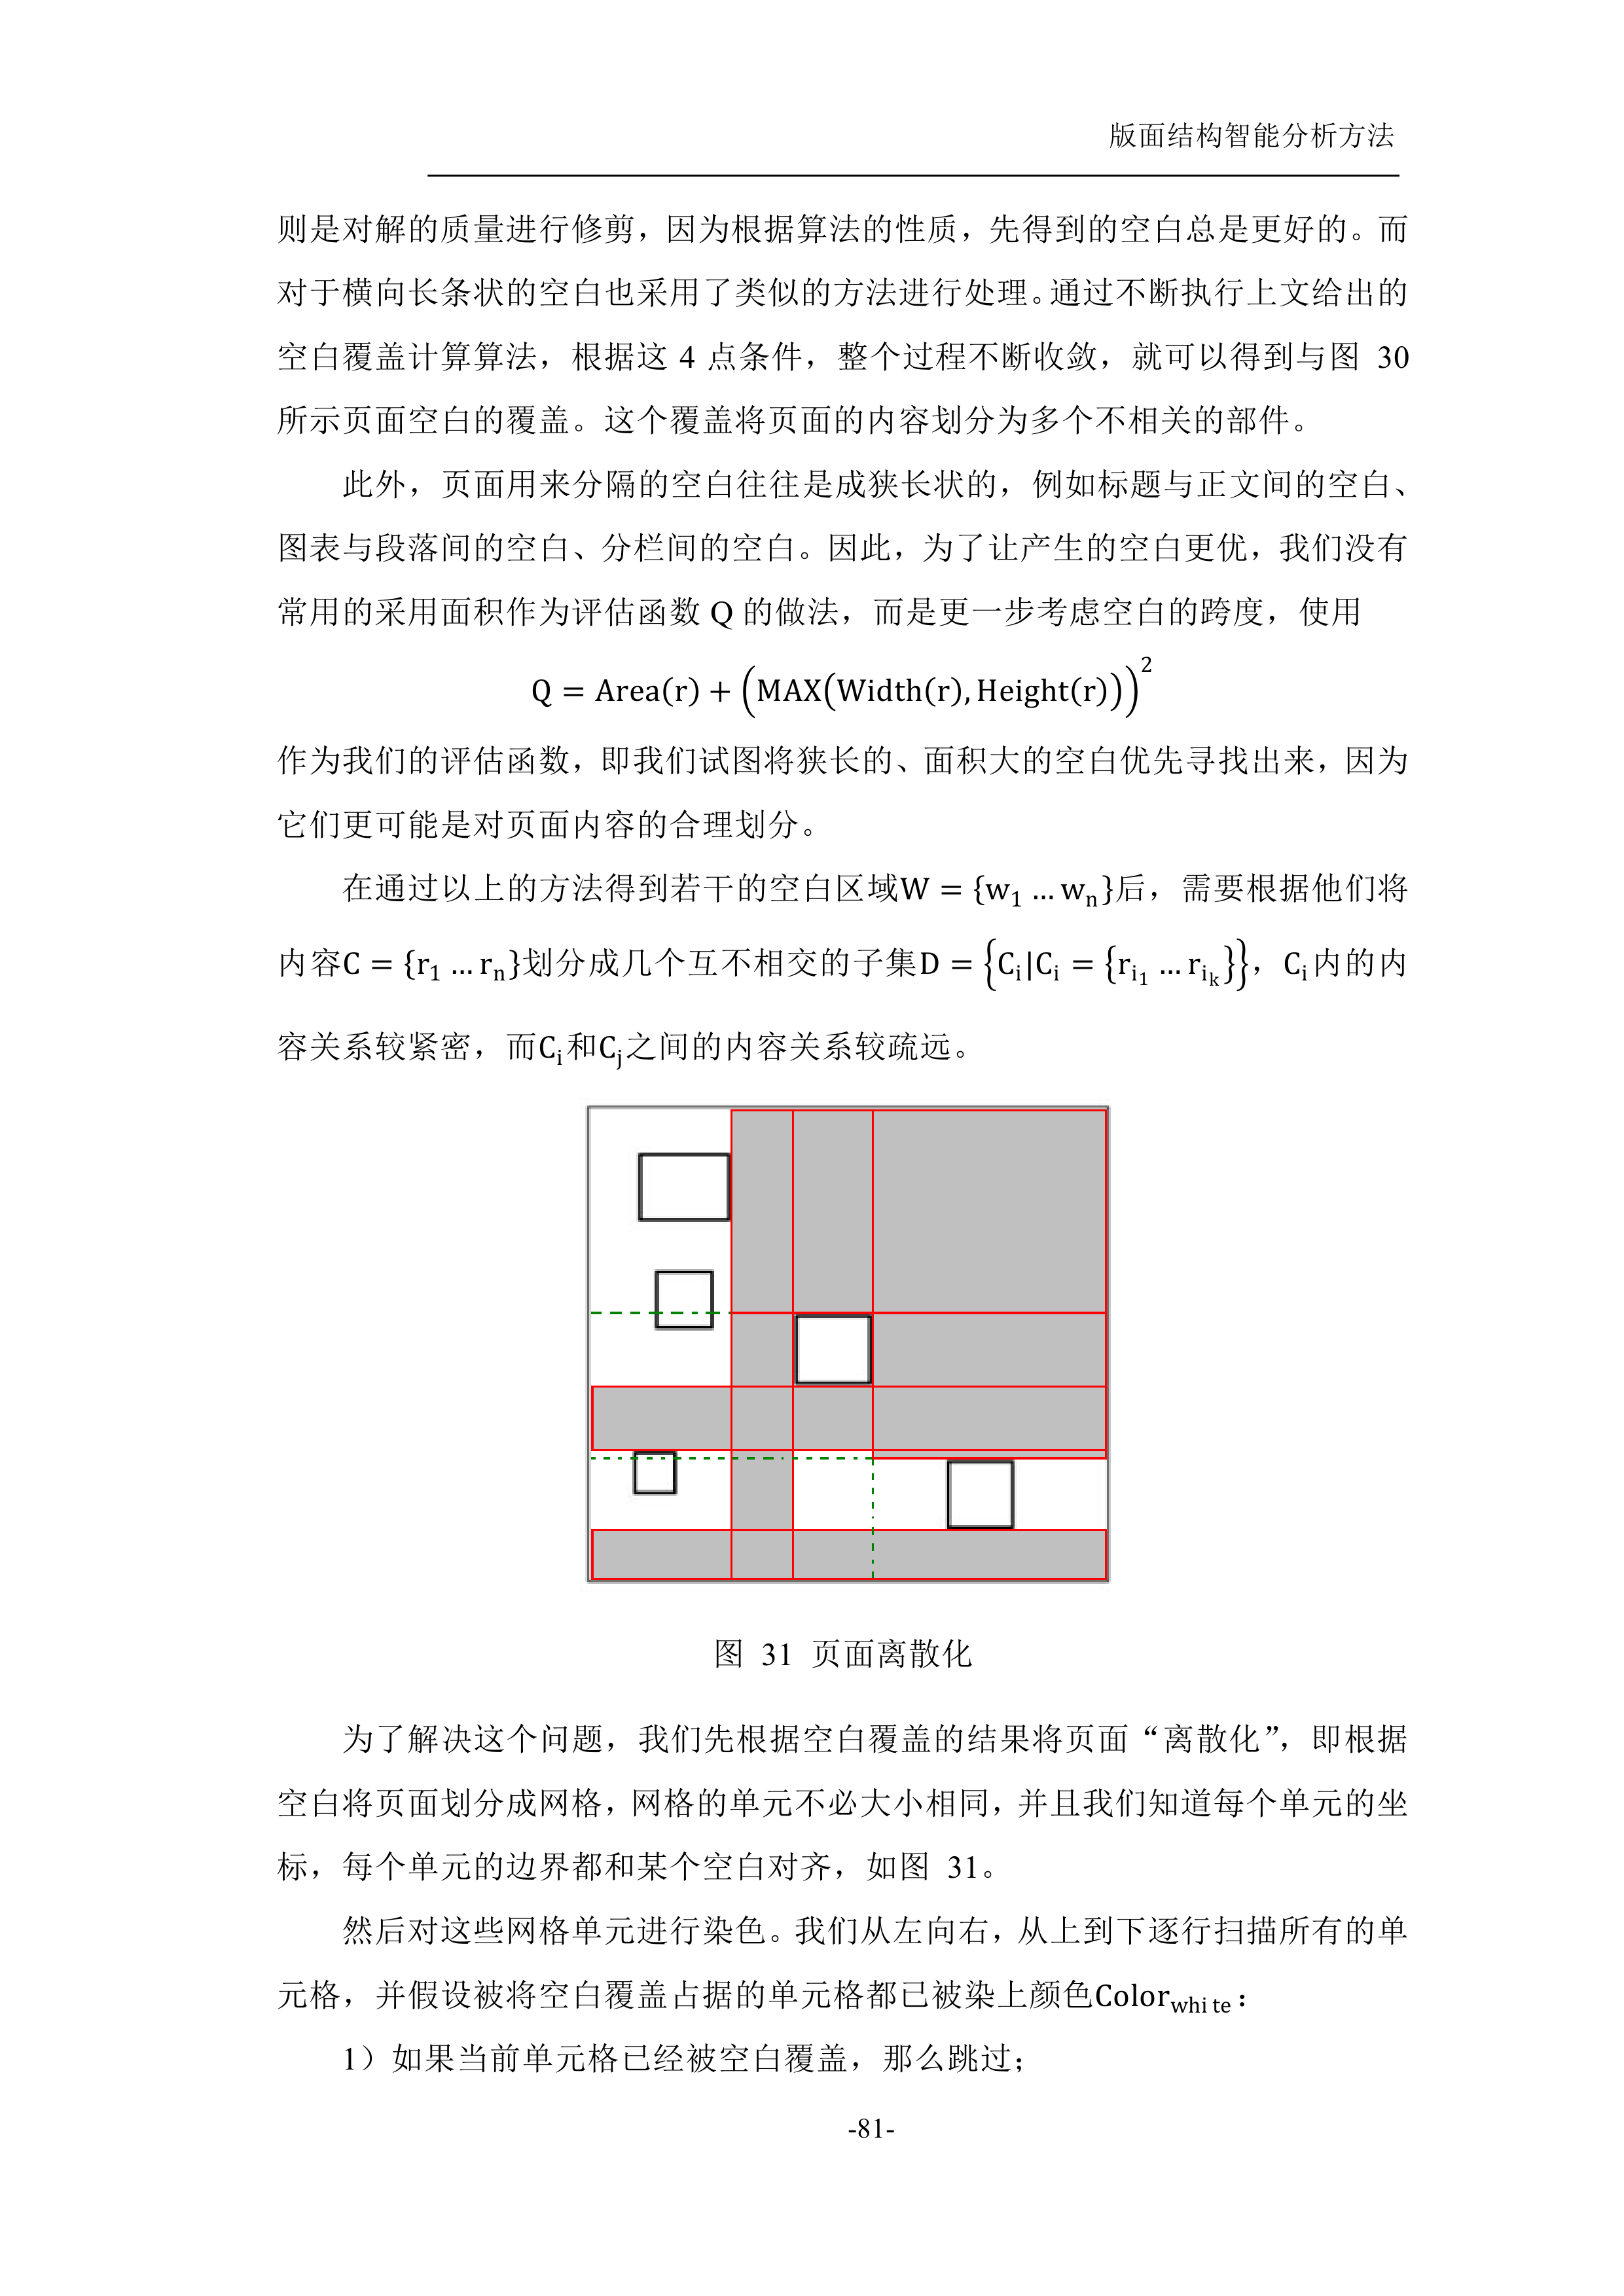 版面结构智能分析方法
则是对解的质量进行修剪，因为根据算法的性质，先得到的空白总是更好的。而
对于横向长条状的空白也采用了类似的方法进行处理。通过不断执行上文给出的
空白覆盖计算算法，根据这 4 点条件，整个过程不断收敛，就可以得到与图 30
所示页面空白的覆盖。这个覆盖将页面的内容划分为多个不相关的部件。
此外，页面用来分隔的空白往往是成狭长状的，例如标题与正文间的空白、
图表与段落间的空白、分栏间的空白。因此，为了让产生的空白更优，我们没有
常用的采用面积作为评估函数 Q 的做法，而是更一步考虑空白的跨度，使用
Q = Area(r) + (MAX(Width(r), Height(r)))²
作为我们的评估函数，即我们试图将狭长的、面积大的空白优先寻找出来，因为
它们更可能是对页面内容的合理划分。
在通过以上的方法得到若干的空白区域W = {w₁ … wₙ}后，需要根据他们将
内容C = {r₁ … rₙ}划分成几个互不相交的子集D = {C_i|C_i = {r_{i_1} … r_{i_k}}}，C_i内的内
容关系较紧密，而C_i和C_j之间的内容关系较疏远。
图 31 页面离散化
为了解决这个问题，我们先根据空白覆盖的结果将页面“离散化”，即根据
空白将页面划分成网格，网格的单元不必大小相同，并且我们知道每个单元的坐
标，每个单元的边界都和某个空白对齐，如图 31。
然后对这些网格单元进行染色。我们从左向右，从上到下逐行扫描所有的单
元格，并假设被将空白覆盖占据的单元格都已被染上颜色Color_{white}：
1）如果当前单元格已经被空白覆盖，那么跳过；
-81-